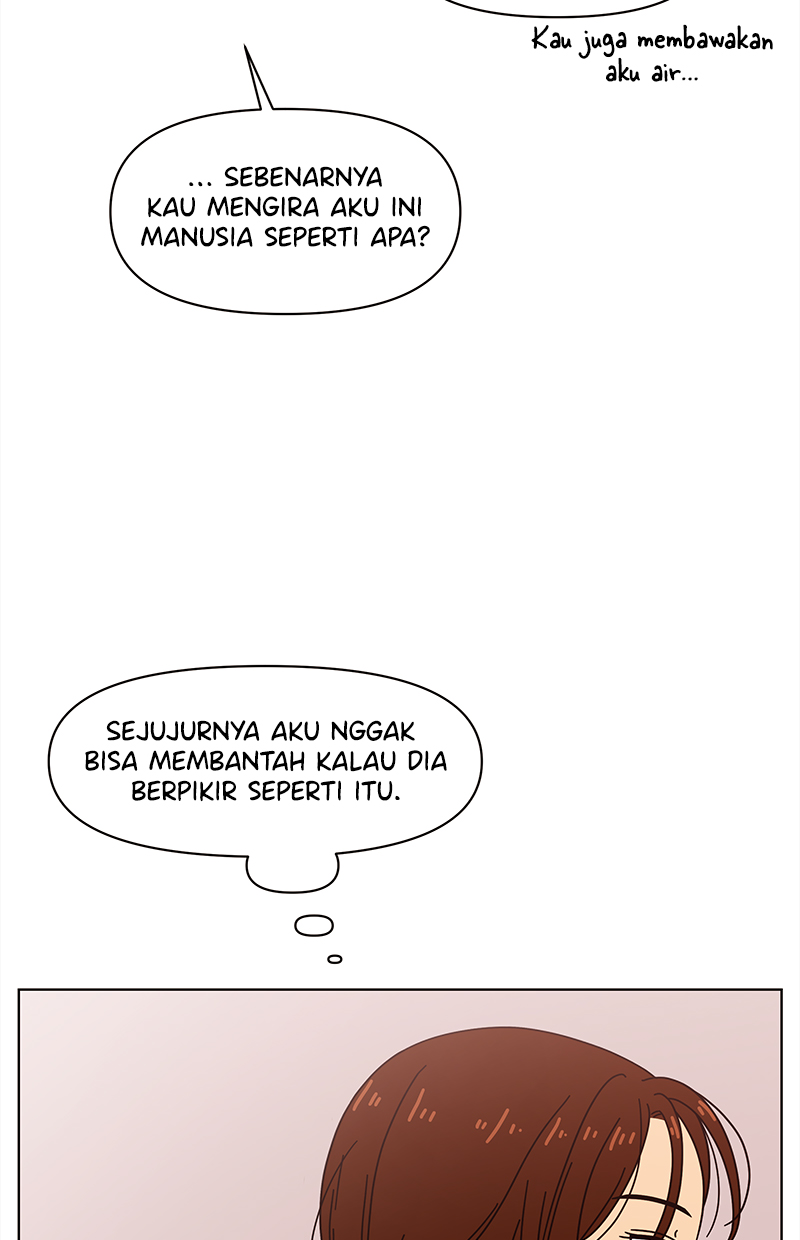 Kau juga membawakan
aku air...
... SEBENARNYA
KAU MENGIRA AKU INI
MANUSIA SEPERTI APA?
SEJUJURNYA AKU NGGAK
BISA MEMBANTAH KALAU DIA
BERPIKIR SEPERTI ITU.